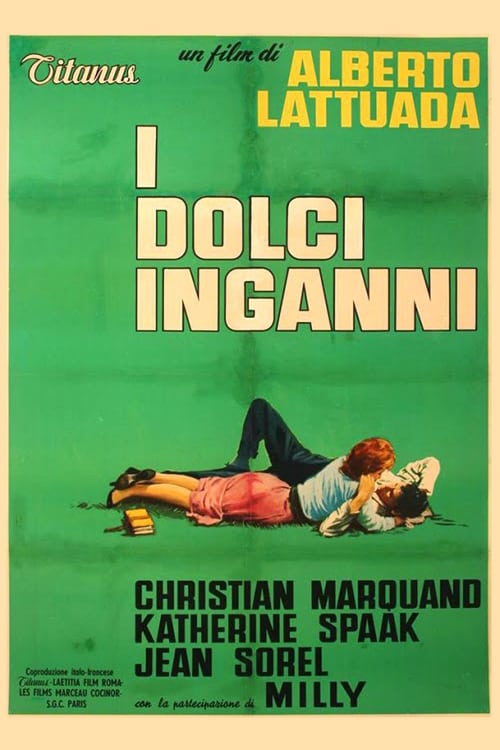 Titanus
un film di
ALBERTO
LATTUADA
I
DOLCI
INGANNI
CHRISTIAN MARQUAND
KATHERINE SPAAK
JEAN SOREL
con la partecipazione di MILLY
Coproduzione italo-francese
Titanus-LAETITIA FILM ROMA-
LES FILMS MARCEAU COCINOR-
S.G.C. PARIS